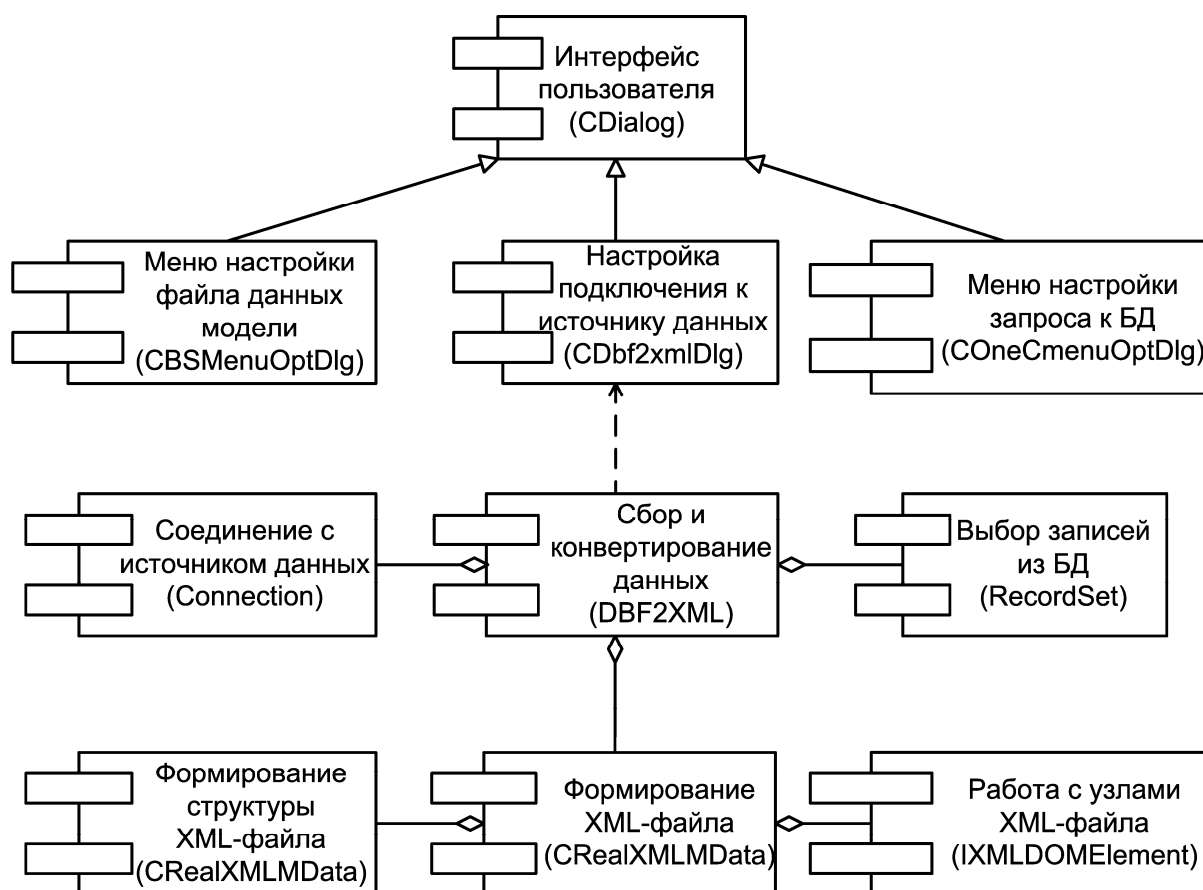 Интерфейс
пользователя
(CDialog)
Меню настройки
файла данных
модели
(CBSMenuOptDlg)
Настройка
подключения к
источнику данных
(CDbf2xmlDlg)
Меню настройки
запроса к БД
(COneCmenuOptDlg)
Соединение с
источником данных
(Connection)
Сбор и
конвертирование
данных
(DBF2XML)
Выбор записей
из БД
(RecordSet)
Формирование
структуры
XML-файла
(CRealXMLMData)
Формирование
XML-файла
(CRealXMLMData)
Работа с узлами
XML-файла
(IXMLDOMElement)